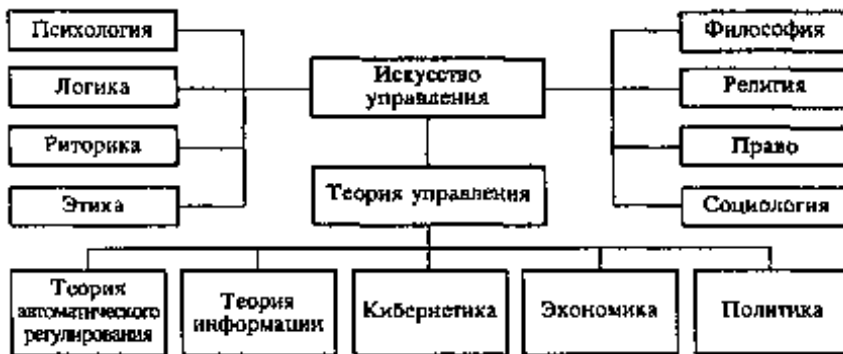 Психология
Логика
Риторика
Этика
Искусство
управления
Теория управления
Философия
Религия
Право
Социология
Теория
автоматического
регулирования
Теория
информации
Кибернетика
Экономика
Политика